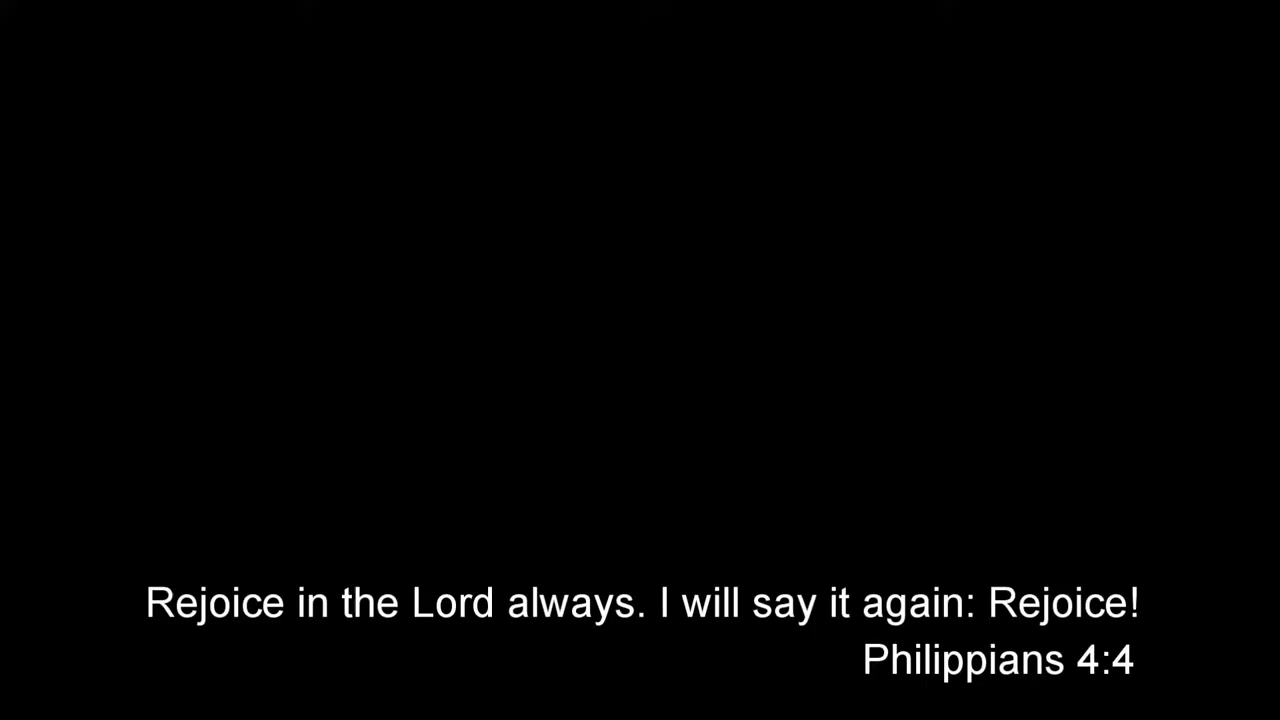 Rejoice in the Lord always. I will say it again: Rejoice!
Philippians 4:4